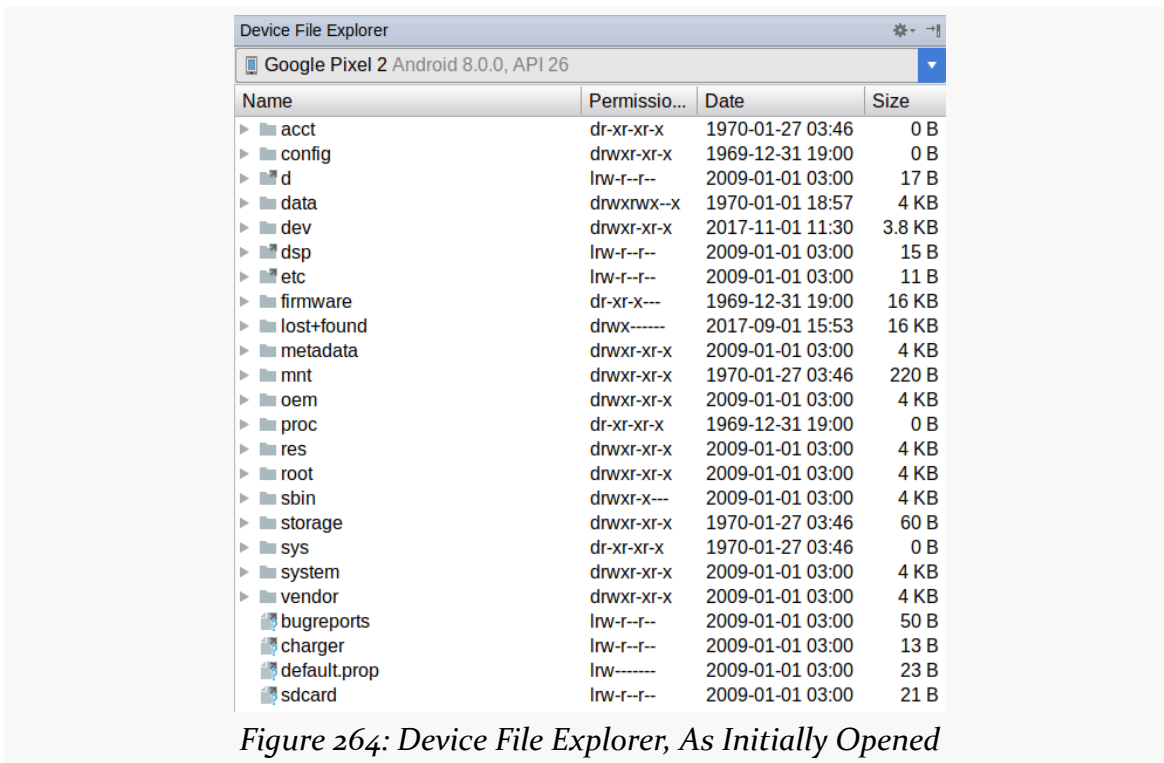 Device File Explorer
Google Pixel 2 Android 8.0.0, API 26
Name Permissio... Date Size
acct dr-xr-xr-x 1970-01-27 03:46 0 B
config drwxr-xr-x 1969-12-31 19:00 0 B
d lrw-r--r-- 2009-01-01 03:00 17 B
data drwxrwx--x 1970-01-01 18:57 4 KB
dev drwxr-xr-x 2017-11-01 11:30 3.8 KB
dsp lrw-r--r-- 2009-01-01 03:00 15 B
etc lrw-r--r-- 2009-01-01 03:00 11 B
firmware dr-xr-x--- 1969-12-31 19:00 16 KB
lost+found drwx------ 2017-09-01 15:53 16 KB
metadata drwxr-xr-x 2009-01-01 03:00 4 KB
mnt drwxr-xr-x 1970-01-27 03:46 220 B
oem drwxr-xr-x 2009-01-01 03:00 4 KB
proc dr-xr-xr-x 1969-12-31 19:00 0 B
res drwxr-xr-x 2009-01-01 03:00 4 KB
root drwxr-xr-x 2009-01-01 03:00 4 KB
sbin drwxr-x--- 2009-01-01 03:00 4 KB
storage drwxr-xr-x 1970-01-27 03:46 60 B
sys dr-xr-xr-x 1970-01-27 03:46 0 B
system drwxr-xr-x 2009-01-01 03:00 4 KB
vendor drwxr-xr-x 2009-01-01 03:00 4 KB
bugreports lrw-r--r-- 2009-01-01 03:00 50 B
charger lrw-r--r-- 2009-01-01 03:00 13 B
default.prop lrw------- 2009-01-01 03:00 23 B
sdcard lrw-r--r-- 2009-01-01 03:00 21 B
Figure 264: Device File Explorer, As Initially Opened